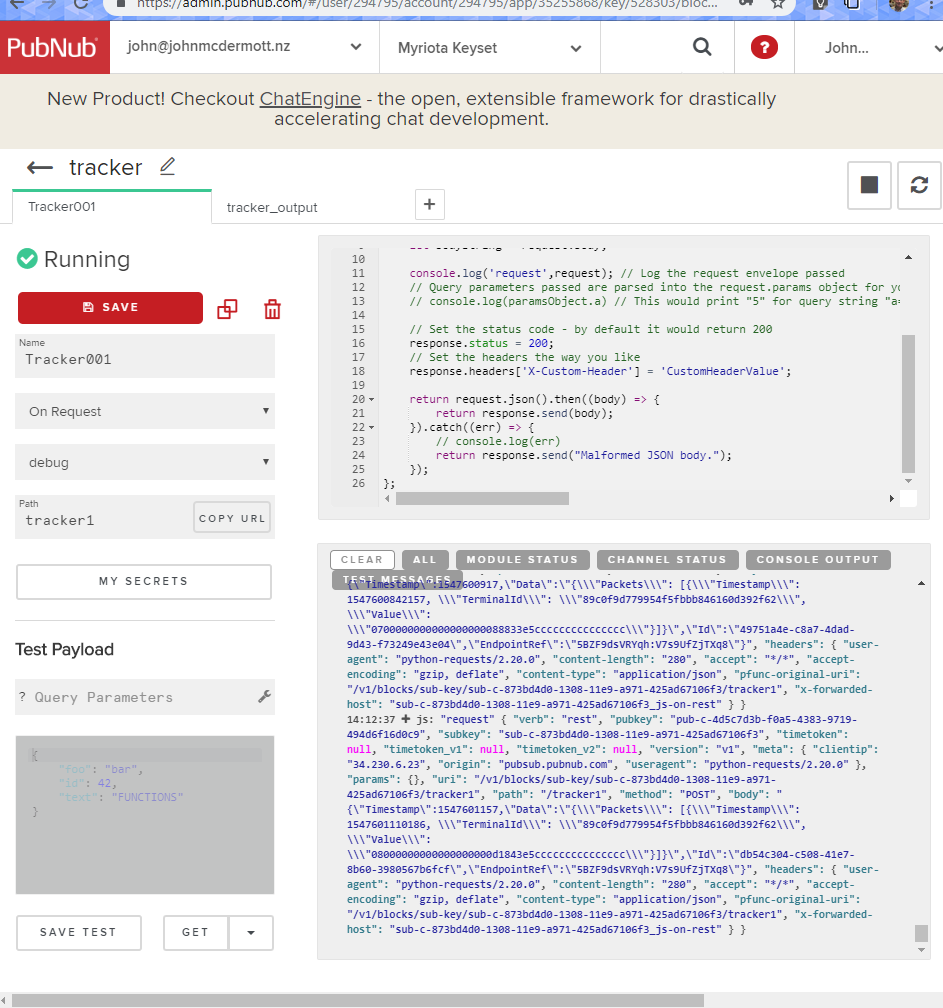 https://admin.pubnub.com/#/user/294795/account/294795/app/35255868/key/528303/bloc...
PubNub
john@johnmcdermott.nz
Myriota Keyset
?
John...
New Product! Checkout ChatEngine - the open, extensible framework for drastically
accelerating chat development.
tracker
Tracker001
tracker_output
+
Running
SAVE
Name
Tracker001
On Request
debug
Path
tracker1
COPY URL
MY SECRETS
Test Payload
? Query Parameters
{
"foo": "bar",
"id": 42,
"text": "FUNCTIONS"
}
SAVE TEST
GET
10
11 console.log('request',request); // Log the request envelope passed
12 // Query parameters passed are parsed into the request.params object for yo
13 // console.log(paramsObject.a) // This would print "5" for query string "a=
14
15 // Set the status code - by default it would return 200
16 response.status = 200;
17 // Set the headers the way you like
18 response.headers['X-Custom-Header'] = 'CustomHeaderValue';
19
20 return request.json().then((body) => {
21 return response.send(body);
22 }).catch((err) => {
23 // console.log(err)
24 return response.send("Malformed JSON body.");
25 });
26 };
CLEAR
ALL
MODULE STATUS
CHANNEL STATUS
CONSOLE OUTPUT
TEST MESSAGES
{\"Timestamp\":1547600917,\"Data\":\"{\\\"Packets\\\": [{\\\"Timestamp\\\":
1547600842157, \\\"TerminalId\\\": \\\"89c0f9d779954f5fbbb846160d392f62\\\",
\\\"Value\\\":
\\\"0700000000000000000088833e5ccccccccccccccc\\\"}]}\",\"Id\":\"49751a4e-c8a7-4dad-
9d43-f73249e43e04\",\"EndpointRef\":\"5BZF9dsVRYqh:V7s9UfZjTXq8\"}", "headers": { "user-
agent": "python-requests/2.20.0", "content-length": "280", "accept": "*/*", "accept-
encoding": "gzip, deflate", "content-type": "application/json", "pfunc-original-uri":
"/v1/blocks/sub-key/sub-c-873bd4d0-1308-11e9-a971-425ad67106f3/tracker1", "x-forwarded-
host": "sub-c-873bd4d0-1308-11e9-a971-425ad67106f3_js-on-rest" } }
14:12:37 + js: "request" { "verb": "rest", "pubkey": "pub-c-4d5c7d3b-f0a5-4383-9719-
494d6f16d0c9", "subkey": "sub-c-873bd4d0-1308-11e9-a971-425ad67106f3", "timetoken":
null, "timetoken_v1": null, "timetoken_v2": null, "version": "v1", "meta": { "clientip":
"34.230.6.23", "origin": "pubsub.pubnub.com", "useragent": "python-requests/2.20.0" },
"params": {}, "uri": "/v1/blocks/sub-key/sub-c-873bd4d0-1308-11e9-a971-
425ad67106f3/tracker1", "path": "/tracker1", "method": "POST", "body": "
{\"Timestamp\":1547601157,\"Data\":\"{\\\"Packets\\\": [{\\\"Timestamp\\\":
1547601110186, \\\"TerminalId\\\": \\\"89c0f9d779954f5fbbb846160d392f62\\\",
\\\"Value\\\":
\\\"08000000000000000000d1843e5ccccccccccccccc\\\"}]}\",\"Id\":\"db54c304-c508-41e7-
8b60-3980567b6fcf\",\"EndpointRef\":\"5BZF9dsVRYqh:V7s9UfZjTXq8\"}", "headers": { "user-
agent": "python-requests/2.20.0", "content-length": "280", "accept": "*/*", "accept-
encoding": "gzip, deflate", "content-type": "application/json", "pfunc-original-uri":
"/v1/blocks/sub-key/sub-c-873bd4d0-1308-11e9-a971-425ad67106f3/tracker1", "x-forwarded-
host": "sub-c-873bd4d0-1308-11e9-a971-425ad67106f3_js-on-rest" } }